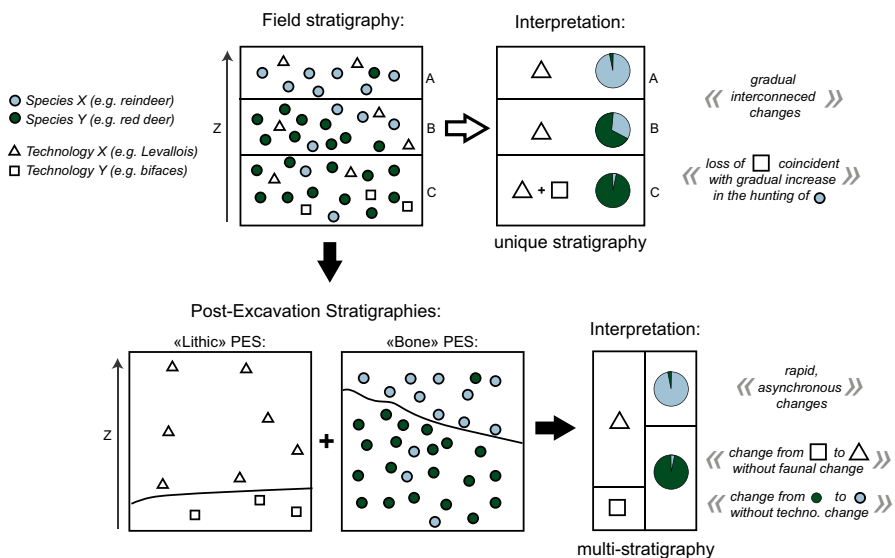 Field stratigraphy:
Interpretation:
Species X (e.g. reindeer)
Species Y (e.g. red deer)
Technology X (e.g. Levallois)
Technology Y (e.g. bifaces)
Z
A
B
C
+
A
B
C
unique stratigraphy
« gradual
interconneced
changes »
« loss of coincident
with gradual increase
in the hunting of »
Post-Excavation Stratigraphies:
«Lithic» PES:
«Bone» PES:
Z
+
Interpretation:
multi-stratigraphy
« rapid,
asynchronous
changes »
« change from to
without faunal change »
« change from to
without techno. change »